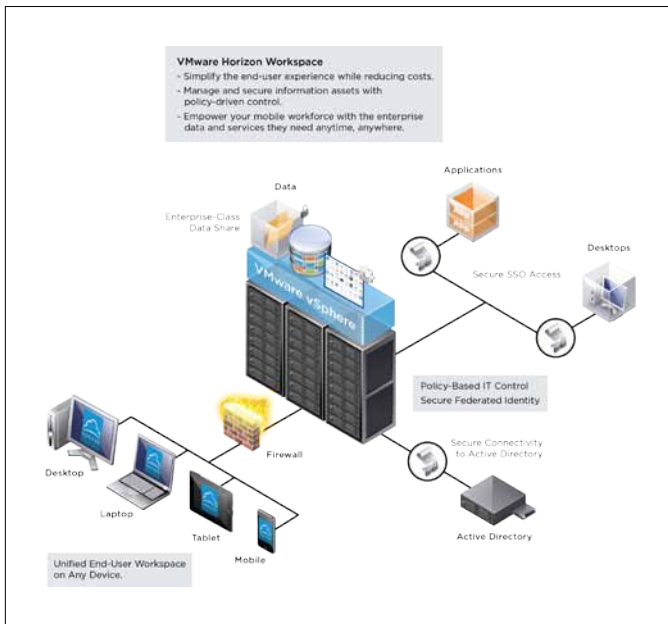 VMware Horizon Workspace
- Simplify the end-user experience while reducing costs.
- Manage and secure information assets with
policy-driven control.
- Empower your mobile workforce with the enterprise
data and services they need anytime, anywhere.
Applications
Data
Enterprise-Class
Data Share
Desktops
Secure SSO Access
VMware vSphere
Policy-Based IT Control
Secure Federated Identity
Firewall
Secure Connectivity
to Active Directory
Desktop
Laptop
Tablet
Mobile
Active Directory
Unified End-User Workspace
on Any Device.